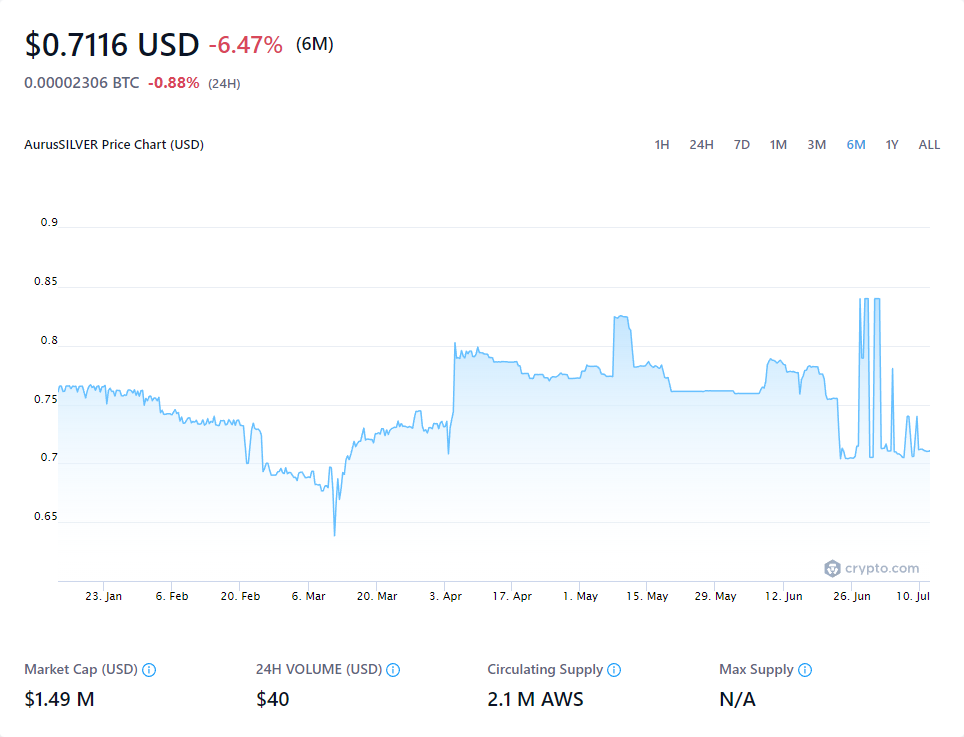 $0.7116 USD -6.47% (6M)
0.00002306 BTC -0.88% (24H)
AurusSILVER Price Chart (USD) 1H 24H 7D 1M 3M 6M 1Y ALL
0.9
0.85
0.8
0.75
0.7
0.65
crypto.com
23. Jan 6. Feb 20. Feb 6. Mar 20. Mar 3. Apr 17. Apr 1. May 15. May 29. May 12. Jun 26. Jun 10. Jul
Market Cap (USD) 24H VOLUME (USD) Circulating Supply Max Supply
$1.49 M $40 2.1 M AWS N/A